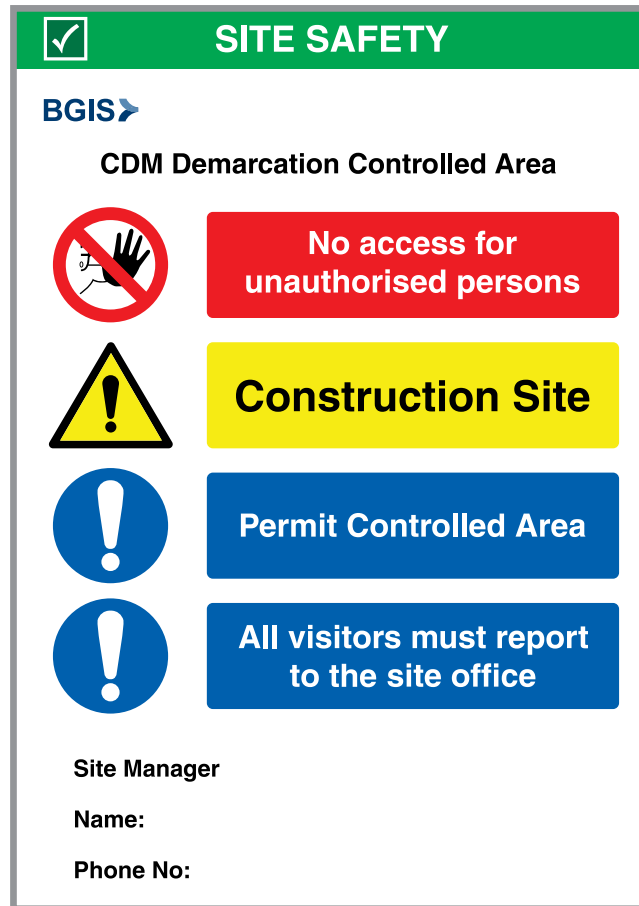 SITE SAFETY
BGIS
CDM Demarcation Controlled Area
No access for
unauthorised persons
Construction Site
Permit Controlled Area
All visitors must report
to the site office
Site Manager
Name:
Phone No: